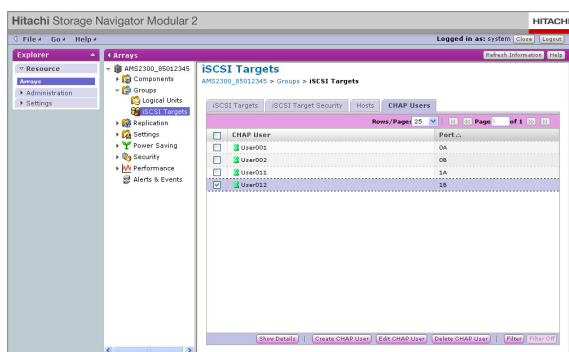 Hitachi Storage Navigator Modular 2
HITACHI
File Go Help
Logged in as: system Close Logout
Explorer
Resource
Arrays
Administration
Settings
Arrays
Refresh Information Help
AMS2300_85012345
Components
Groups
Logical Units
iSCSI Targets
Replication
Settings
Power Saving
Security
Performance
Alerts & Events
iSCSI Targets
AMS2300_85012345 > Groups > iSCSI Targets
iSCSI Targets iSCSI Target Security Hosts CHAP Users
Rows/Page: 25 Page 1 of 1
CHAP User Port
User001 0A
User002 0B
User011 1A
User012 1B
Show Details Create CHAP User Edit CHAP User Delete CHAP User Filter Filter Off